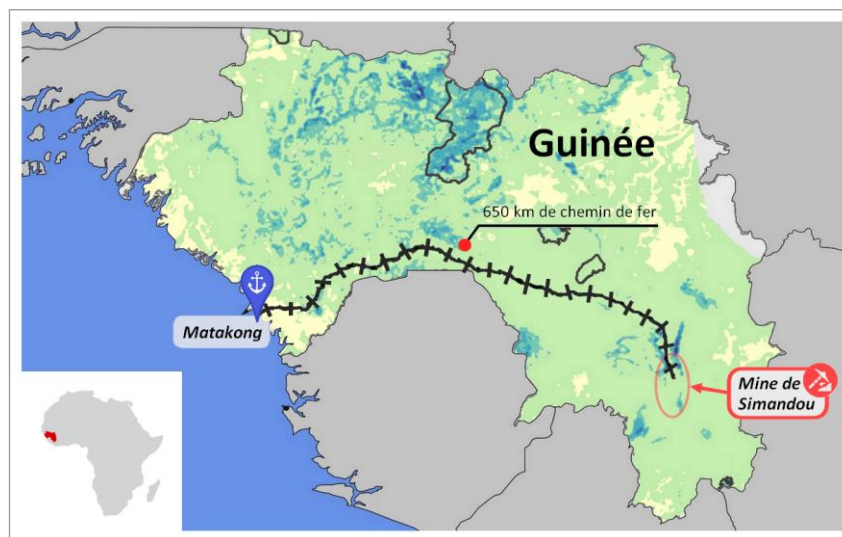 Guinée
650 km de chemin de fer
Matakong
Mine de
Simandou